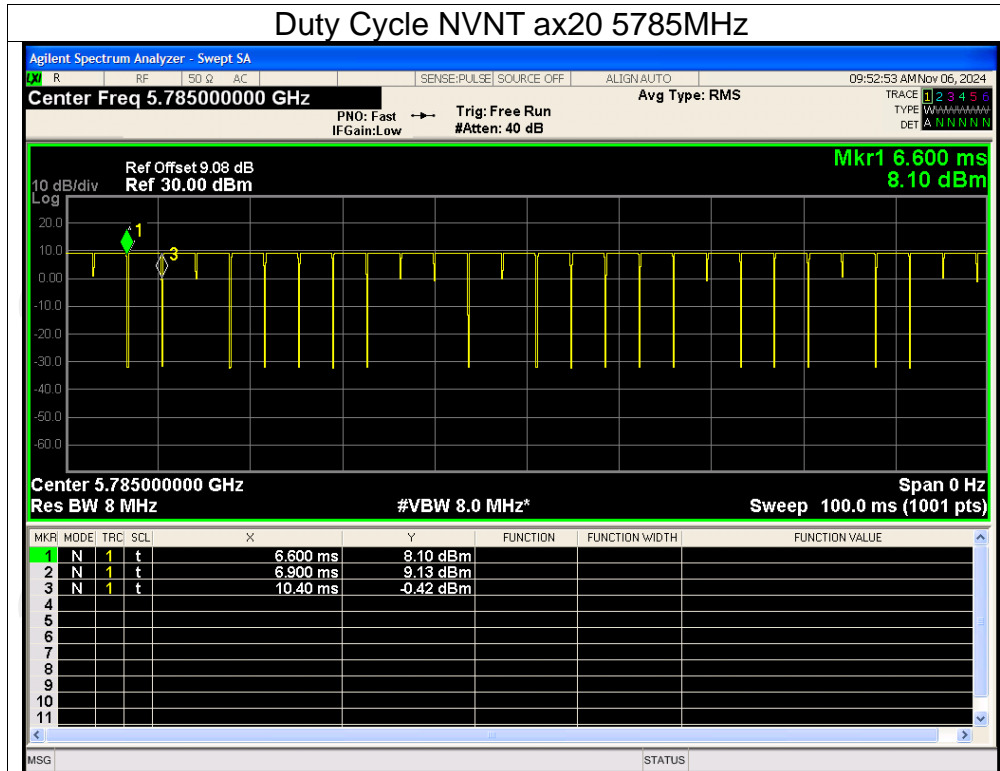 Duty Cycle NVNT ax20 5785MHz
Agilent Spectrum Analyzer - Swept SA
LXI R RF 50 Ω AC SENSE:PULSE SOURCE OFF ALIGN AUTO 09:52:53 AM Nov 06, 2024
Center Freq 5.785000000 GHz
PNO: Fast
IFGain:Low
Trig: Free Run
#Atten: 40 dB
Avg Type: RMS
TRACE 1 2 3 4 5 6
TYPE WWWWWW
DET A N N N N N
Mkr1 6.600 ms
8.10 dBm
Ref Offset 9.08 dB
10 dB/div Ref 30.00 dBm
Log
20.0
1
10.0
3
0.00
-10.0
-20.0
-30.0
-40.0
-50.0
-60.0
Center 5.785000000 GHz Span 0 Hz
Res BW 8 MHz #VBW 8.0 MHz* Sweep 100.0 ms (1001 pts)
MKR MODE TRC SCL X Y FUNCTION FUNCTION WIDTH FUNCTION VALUE
1 N 1 t 6.600 ms 8.10 dBm
2 N 1 t 6.900 ms 9.13 dBm
3 N 1 t 10.40 ms -0.42 dBm
4
5
6
7
8
9
10
11
MSG STATUS